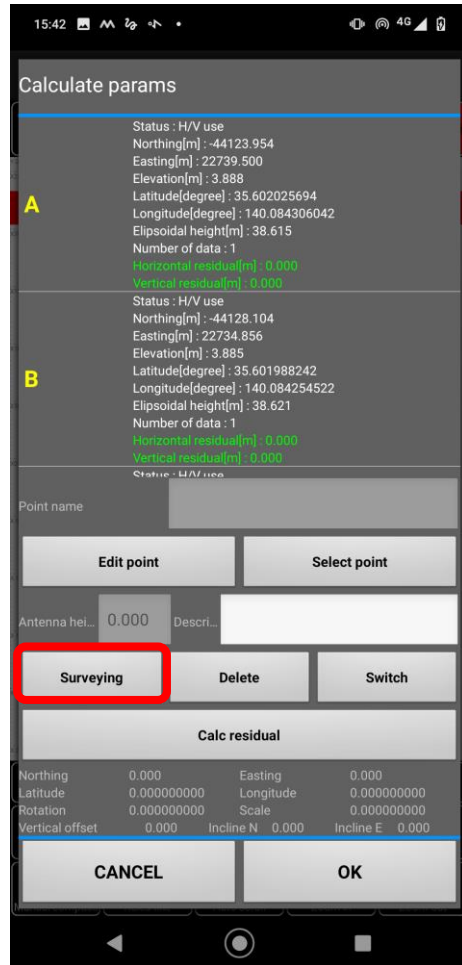 15:42
4G
Calculate params
A
Status : H/V use
Northing[m] : -44123.954
Easting[m] : 22739.500
Elevation[m] : 3.888
Latitude[degree] : 35.602025694
Longitude[degree] : 140.084306042
Elipsoidal height[m] : 38.615
Number of data : 1
Horizontal residual[m] : 0.000
Vertical residual[m] : 0.000
B
Status : H/V use
Northing[m] : -44128.104
Easting[m] : 22734.856
Elevation[m] : 3.885
Latitude[degree] : 35.601988242
Longitude[degree] : 140.084254522
Elipsoidal height[m] : 38.621
Number of data : 1
Horizontal residual[m] : 0.000
Vertical residual[m] : 0.000
Status : H/V use
Point name
Edit point Select point
Antenna hei... 0.000 Descri...
Surveying Delete Switch
Calc residual
Northing 0.000 Easting 0.000
Latitude 0.000000000 Longitude 0.000000000
Rotation 0.000000000 Scale 0.000000000
Vertical offset 0.000 Incline N 0.000 Incline E 0.000
CANCEL OK